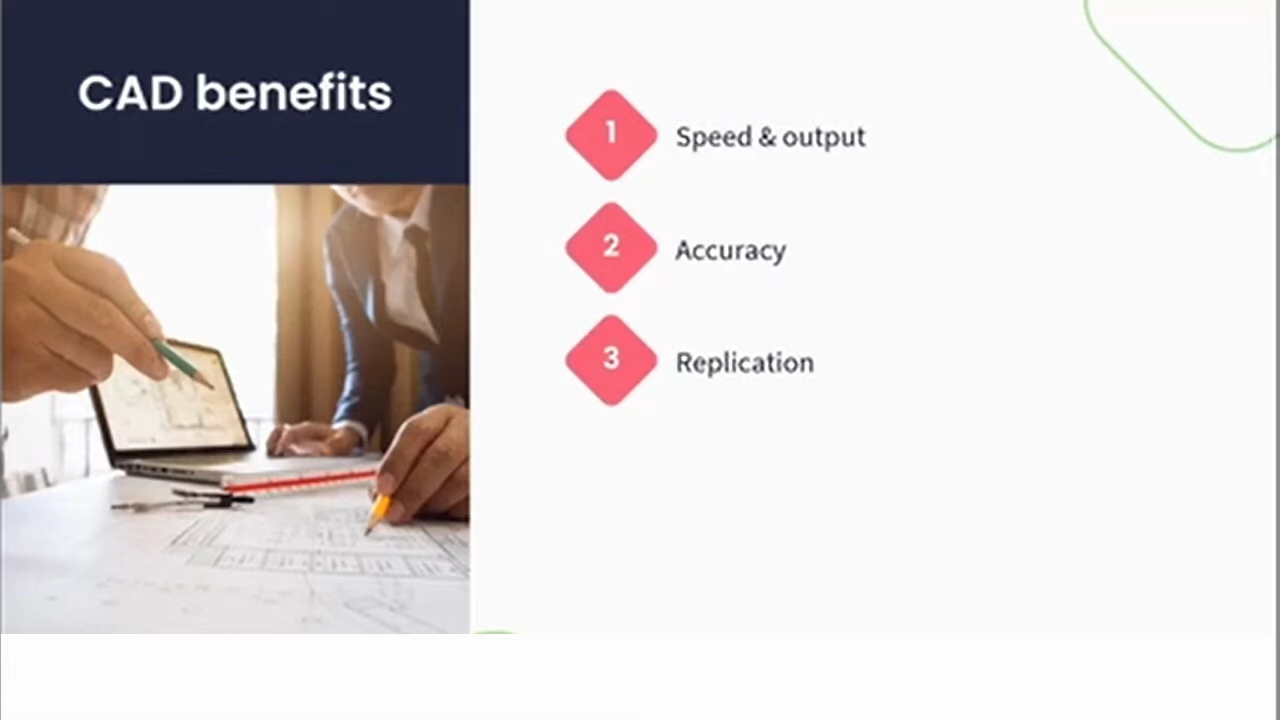 CAD benefits
1 Speed & output
2 Accuracy
3 Replication